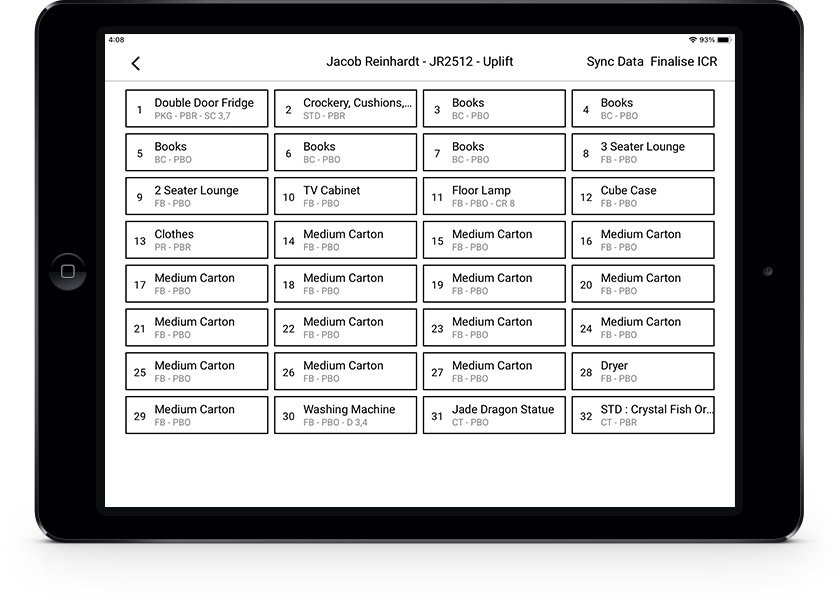 4:08 93%
Jacob Reinhardt - JR2512 - Uplift Sync Data Finalise ICR
1 Double Door Fridge
PKG - PBR - SC 3,7
2 Crockery, Cushions,...
STD - PBR
3 Books
BC - PBO
4 Books
BC - PBO
5 Books
BC - PBO
6 Books
BC - PBO
7 Books
BC - PBO
8 3 Seater Lounge
FB - PBO
9 2 Seater Lounge
FB - PBO
10 TV Cabinet
FB - PBO
11 Floor Lamp
FB - PBO - CR 8
12 Cube Case
FB - PBO
13 Clothes
PR - PBR
14 Medium Carton
FB - PBO
15 Medium Carton
FB - PBO
16 Medium Carton
FB - PBO
17 Medium Carton
FB - PBO
18 Medium Carton
FB - PBO
19 Medium Carton
FB - PBO
20 Medium Carton
FB - PBO
21 Medium Carton
FB - PBO
22 Medium Carton
FB - PBO
23 Medium Carton
FB - PBO
24 Medium Carton
FB - PBO
25 Medium Carton
FB - PBO
26 Medium Carton
FB - PBO
27 Medium Carton
FB - PBO
28 Dryer
FB - PBO
29 Medium Carton
FB - PBO
30 Washing Machine
FB - PBO - D 3,4
31 Jade Dragon Statue
CT - PBO
32 STD : Crystal Fish Or...
CT - PBR